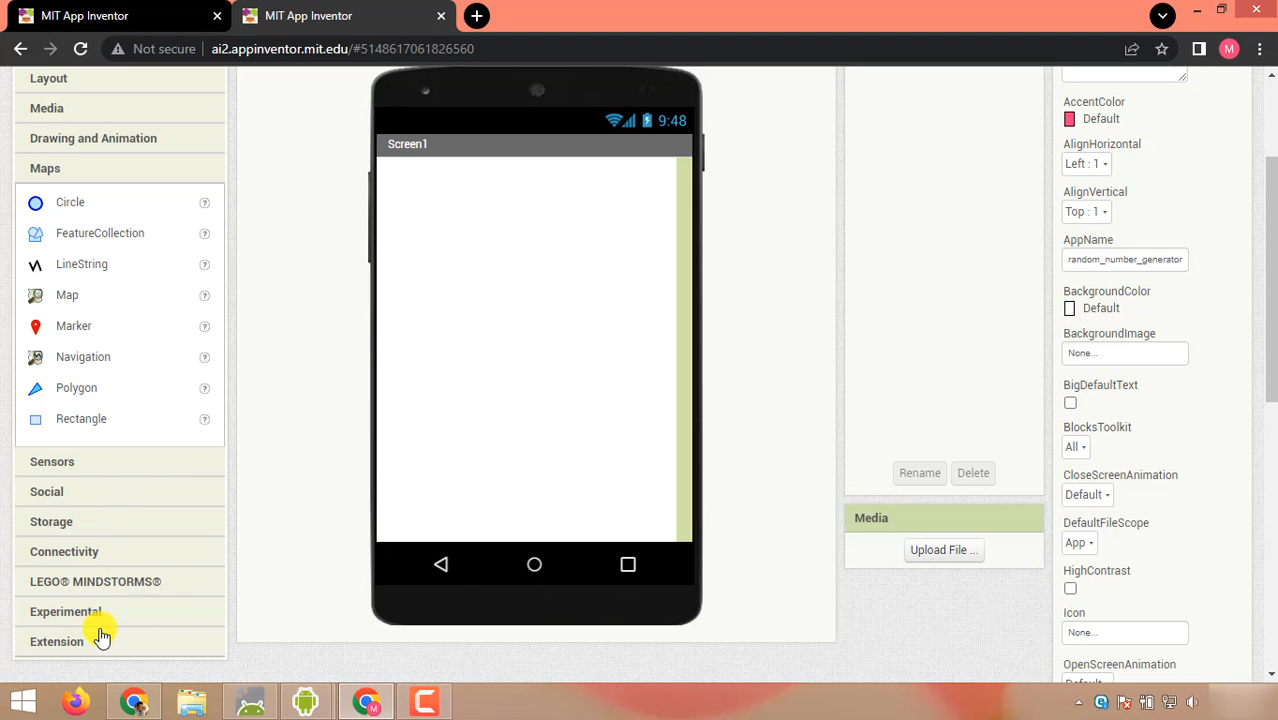 MIT App Inventor
MIT App Inventor
Not secure
ai2.appinventor.mit.edu/#5148617061826560
M
Layout
Media
Drawing and Animation
Maps
Circle ?
FeatureCollection ?
LineString ?
Map ?
Marker ?
Navigation ?
Polygon ?
Rectangle ?
Sensors
Social
Storage
Connectivity
LEGO® MINDSTORMS®
Experimental
Extension
9:48
Screen1
Rename
Delete
Media
Upload File ...
AccentColor
Default
AlignHorizontal
Left : 1
AlignVertical
Top : 1
AppName
random_number_generator
BackgroundColor
Default
BackgroundImage
None...
BigDefaultText
BlocksToolkit
All
CloseScreenAnimation
Default
DefaultFileScope
App
HighContrast
Icon
None...
OpenScreenAnimation
Default
M